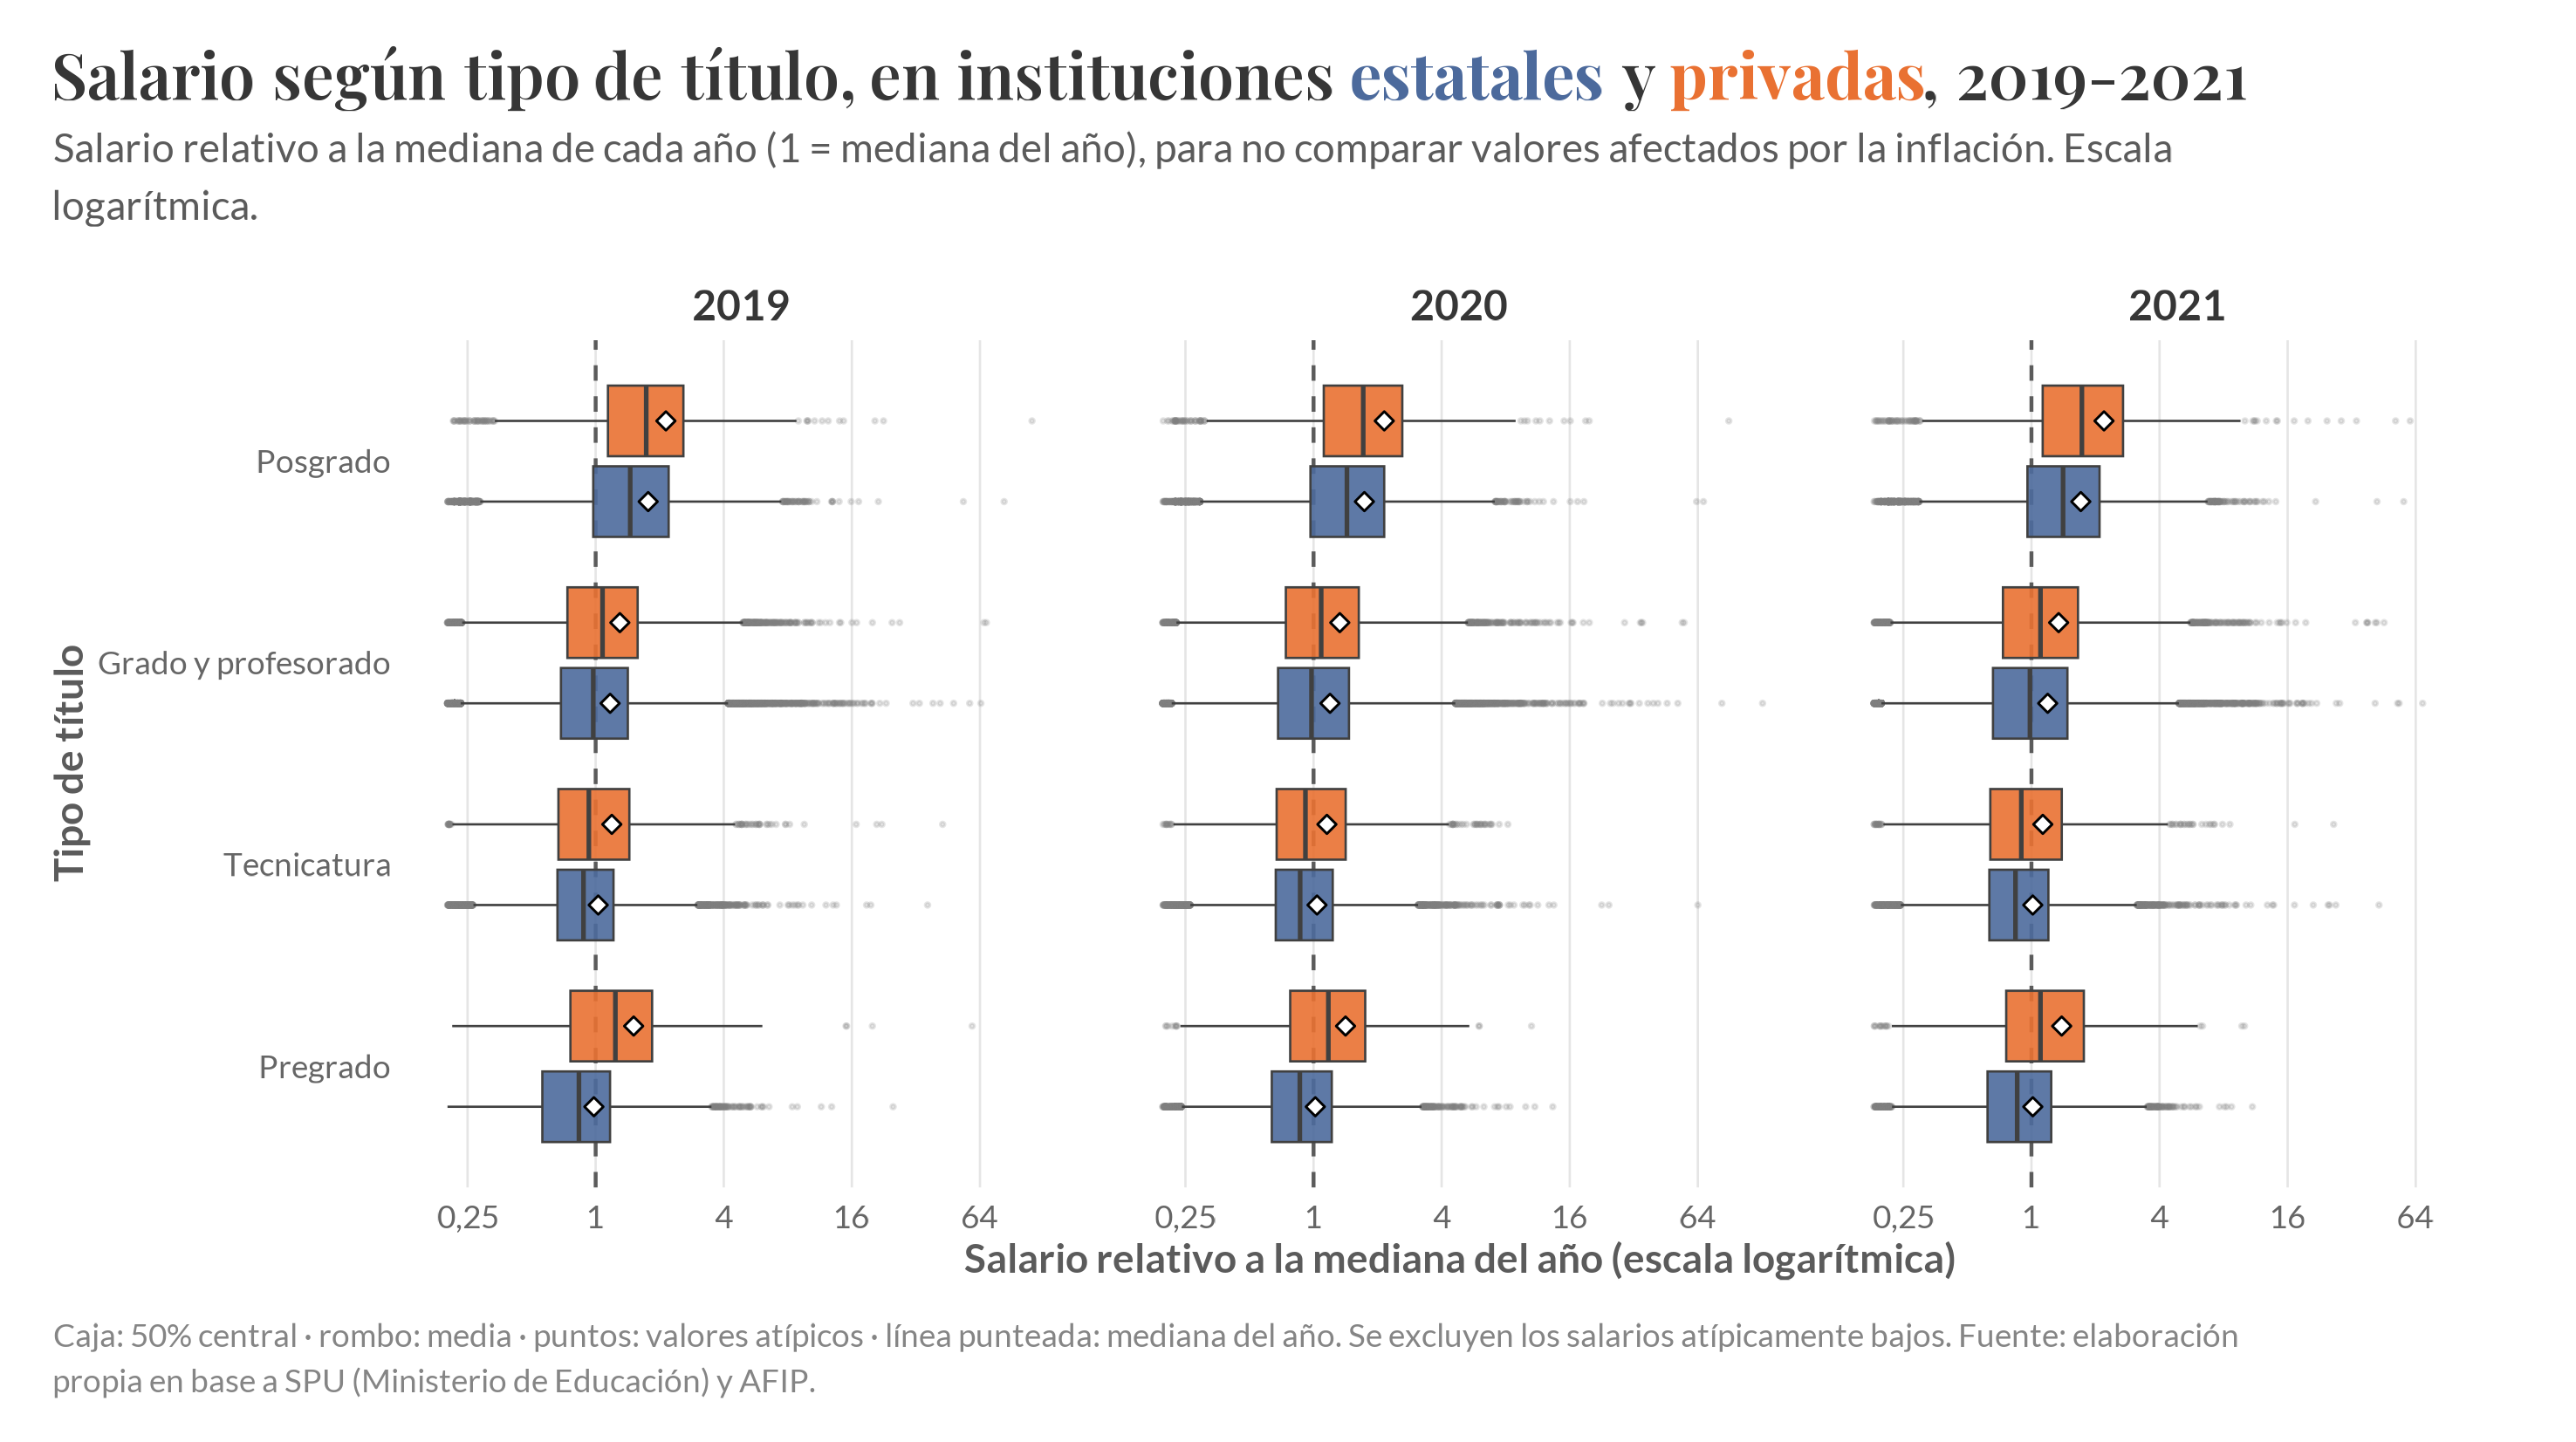 Salario según tipo de título, en instituciones estatales y privadas, 2019-2021
Salario relativo a la mediana de cada año (1 = mediana del año), para no comparar valores afectados por la inflación. Escala
logarítmica.
2019
2020
2021
Tipo de título
Posgrado
Grado y profesorado
Tecnicatura
Pregrado
0,25 1 4 16 64
0,25 1 4 16 64
0,25 1 4 16 64
Salario relativo a la mediana del año (escala logarítmica)
Caja: 50% central · rombo: media · puntos: valores atípicos · línea punteada: mediana del año. Se excluyen los salarios atípicamente bajos. Fuente: elaboración
propia en base a SPU (Ministerio de Educación) y AFIP.